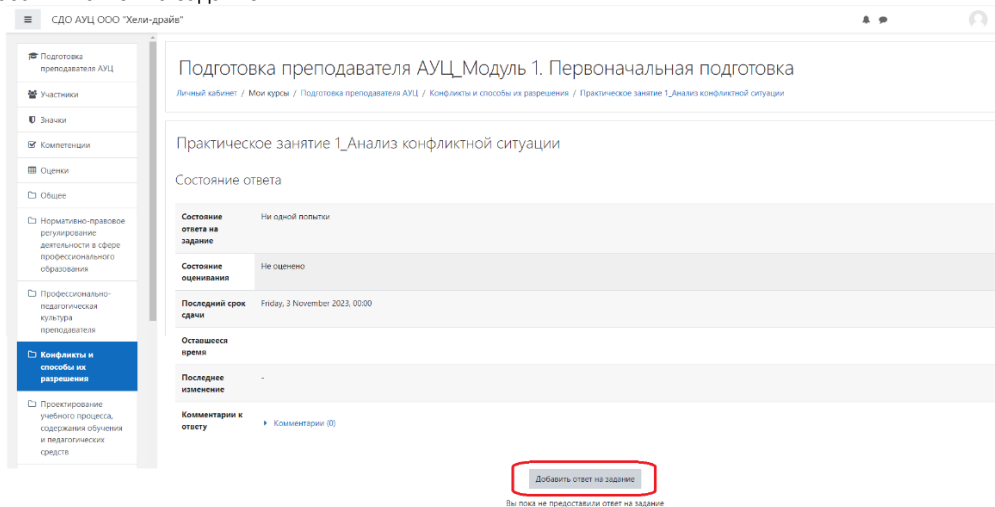 СДО АУЦ ООО "Хели-драйв"
Подготовка
преподавателя АУЦ
Участники
Значки
Компетенции
Оценки
Общее
Нормативно-правовое
регулирование
деятельности в сфере
профессионального
образования
Профессионально-
педагогическая
культура
преподавателя
Конфликты и
способы их
разрешения
Проектирование
учебного процесса,
содержания обучения
и педагогических
средств
Подготовка преподавателя АУЦ_Модуль 1. Первоначальная подготовка
Личный кабинет / Мои курсы / Подготовка преподавателя АУЦ / Конфликты и способы их разрешения / Практическое занятие 1_Анализ конфликтной ситуации
Практическое занятие 1_Анализ конфликтной ситуации
Состояние ответа
Состояние ответа на задание Ни одной попытки
Состояние оценивания Не оценено
Последний срок сдачи Friday, 3 November 2023, 00:00
Оставшееся время
Последнее изменение -
Комментарии к ответу Комментарии (0)
Добавить ответ на задание
Вы пока не предоставили ответ на задание